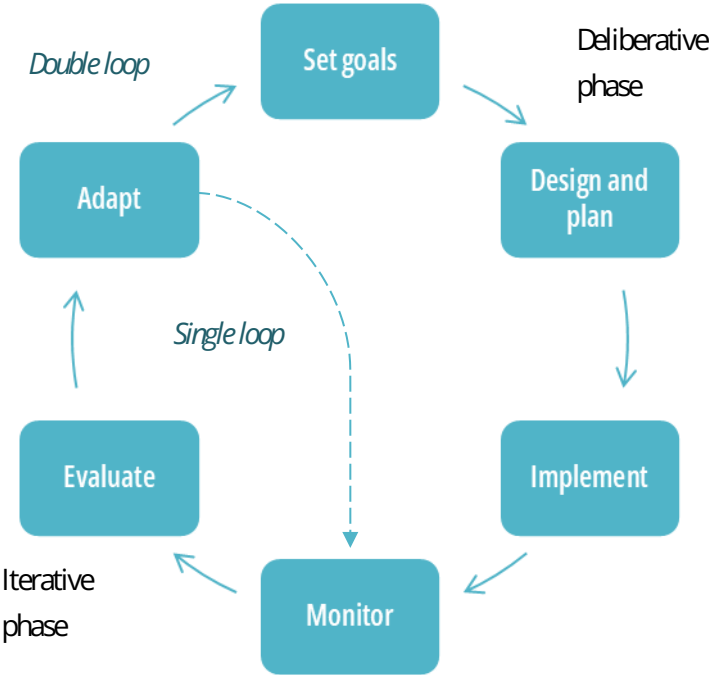 Double loop
Set goals
Deliberative
phase
Adapt
Design and
plan
Single loop
Evaluate
Implement
Iterative
phase
Monitor